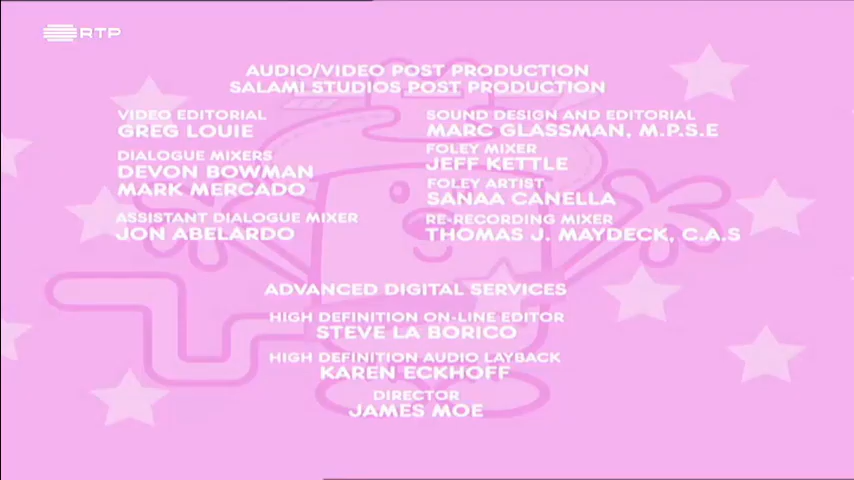 RTP
AUDIO/VIDEO POST PRODUCTION
SALAMI STUDIOS POST PRODUCTION
VIDEO EDITORIAL
GREG LOUIE
DIALOGUE MIXERS
DEVON BOWMAN
MARK MERCADO
ASSISTANT DIALOGUE MIXER
JON ABELARDO
SOUND DESIGN AND EDITORIAL
MARC GLASSMAN, M.P.S.E
FOLEY MIXER
JEFF KETTLE
FOLEY ARTIST
SANAA CANELLA
RE-RECORDING MIXER
THOMAS J. MAYDECK, C.A.S
ADVANCED DIGITAL SERVICES
HIGH DEFINITION ON-LINE EDITOR
STEVE LA BORICO
HIGH DEFINITION AUDIO LAYBACK
KAREN ECKHOFF
DIRECTOR
JAMES MOE